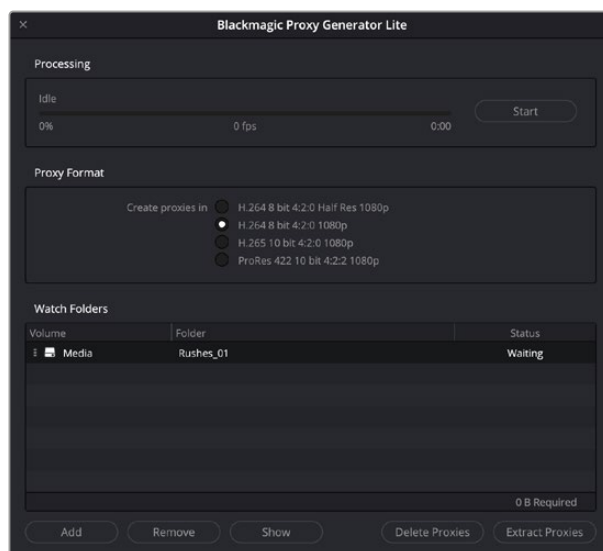 Blackmagic Proxy Generator Lite
Processing
Idle
Start
0% 0 fps 0:00
Proxy Format
Create proxies in H.264 8 bit 4:2:0 Half Res 1080p
H.264 8 bit 4:2:0 1080p
H.265 10 bit 4:2:0 1080p
ProRes 422 10 bit 4:2:2 1080p
Watch Folders
Volume Folder Status
Media Rushes_01 Waiting
0 B Required
Add Remove Show Delete Proxies Extract Proxies